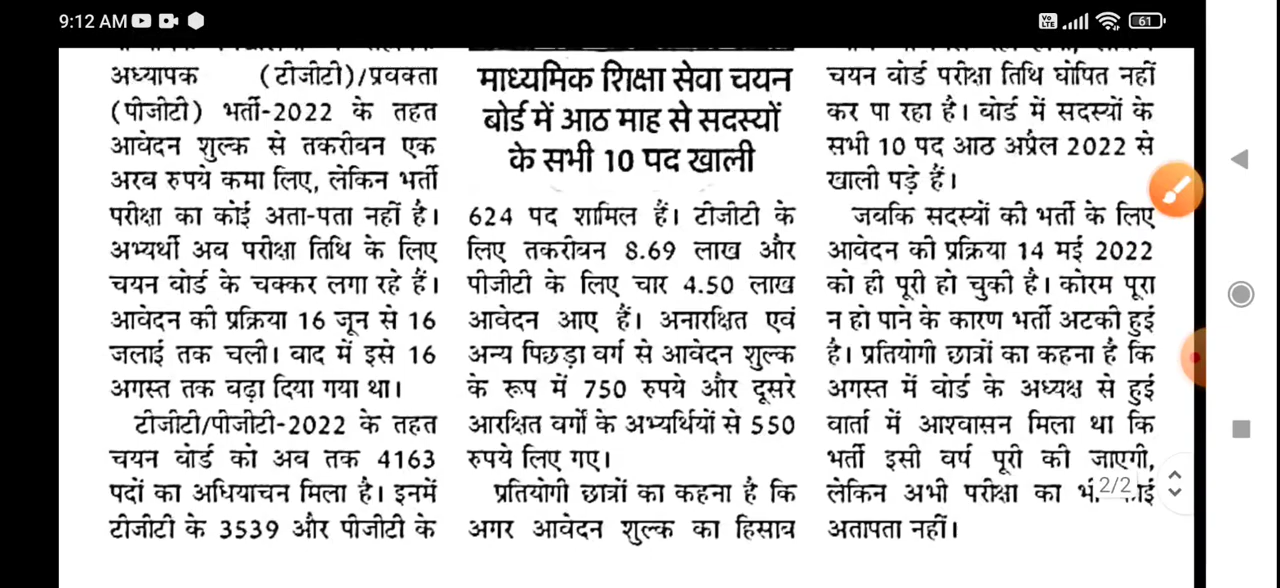 9:12 AM
Vo LTE
61
अध्यापक (टीजीटी)/प्रवक्ता
(पीजीटी) भर्ती-2022 के तहत
आवेदन शुल्क से तकरीबन एक
अरब रुपये कमा लिए, लेकिन भर्ती
परीक्षा का कोई अता-पता नहीं है।
अभ्यर्थी अब परीक्षा तिथि के लिए
चयन बोर्ड के चक्कर लगा रहे हैं।
आवेदन की प्रक्रिया 16 जून से 16
जलाई तक चली। बाद में इसे 16
अगस्त तक बढ़ा दिया गया था।
टीजीटी/पीजीटी-2022 के तहत
चयन बोर्ड को अब तक 4163
पदों का अधियाचन मिला है। इनमें
टीजीटी के 3539 और पीजीटी के
माध्यमिक शिक्षा सेवा चयन
बोर्ड में आठ माह से सदस्यों
के सभी 10 पद खाली
624 पद शामिल हैं। टीजीटी के
लिए तकरीबन 8.69 लाख और
पीजीटी के लिए चार 4.50 लाख
आवेदन आए हैं। अनारक्षित एवं
अन्य पिछड़ा वर्ग से आवेदन शुल्क
के रूप में 750 रुपये और दूसरे
आरक्षित वर्गों के अभ्यर्थियों से 550
रुपये लिए गए।
प्रतियोगी छात्रों का कहना है कि
अगर आवेदन शुल्क का हिसाब
चयन बोर्ड परीक्षा तिथि घोषित नहीं
कर पा रहा है। बोर्ड में सदस्यों के
सभी 10 पद आठ अप्रैल 2022 से
खाली पड़े हैं।
जबकि सदस्यों की भर्ती के लिए
आवेदन की प्रक्रिया 14 मई 2022
को ही पूरी हो चुकी है। कोरम पूरा
न हो पाने के कारण भर्ती अटकी हुई
है। प्रतियोगी छात्रों का कहना है कि
अगस्त में बोर्ड के अध्यक्ष से हुई
वार्ता में आश्वासन मिला था कि
भर्ती इसी वर्ष पूरी की जाएगी,
लेकिन अभी परीक्षा का
अतापता नहीं।
2/2